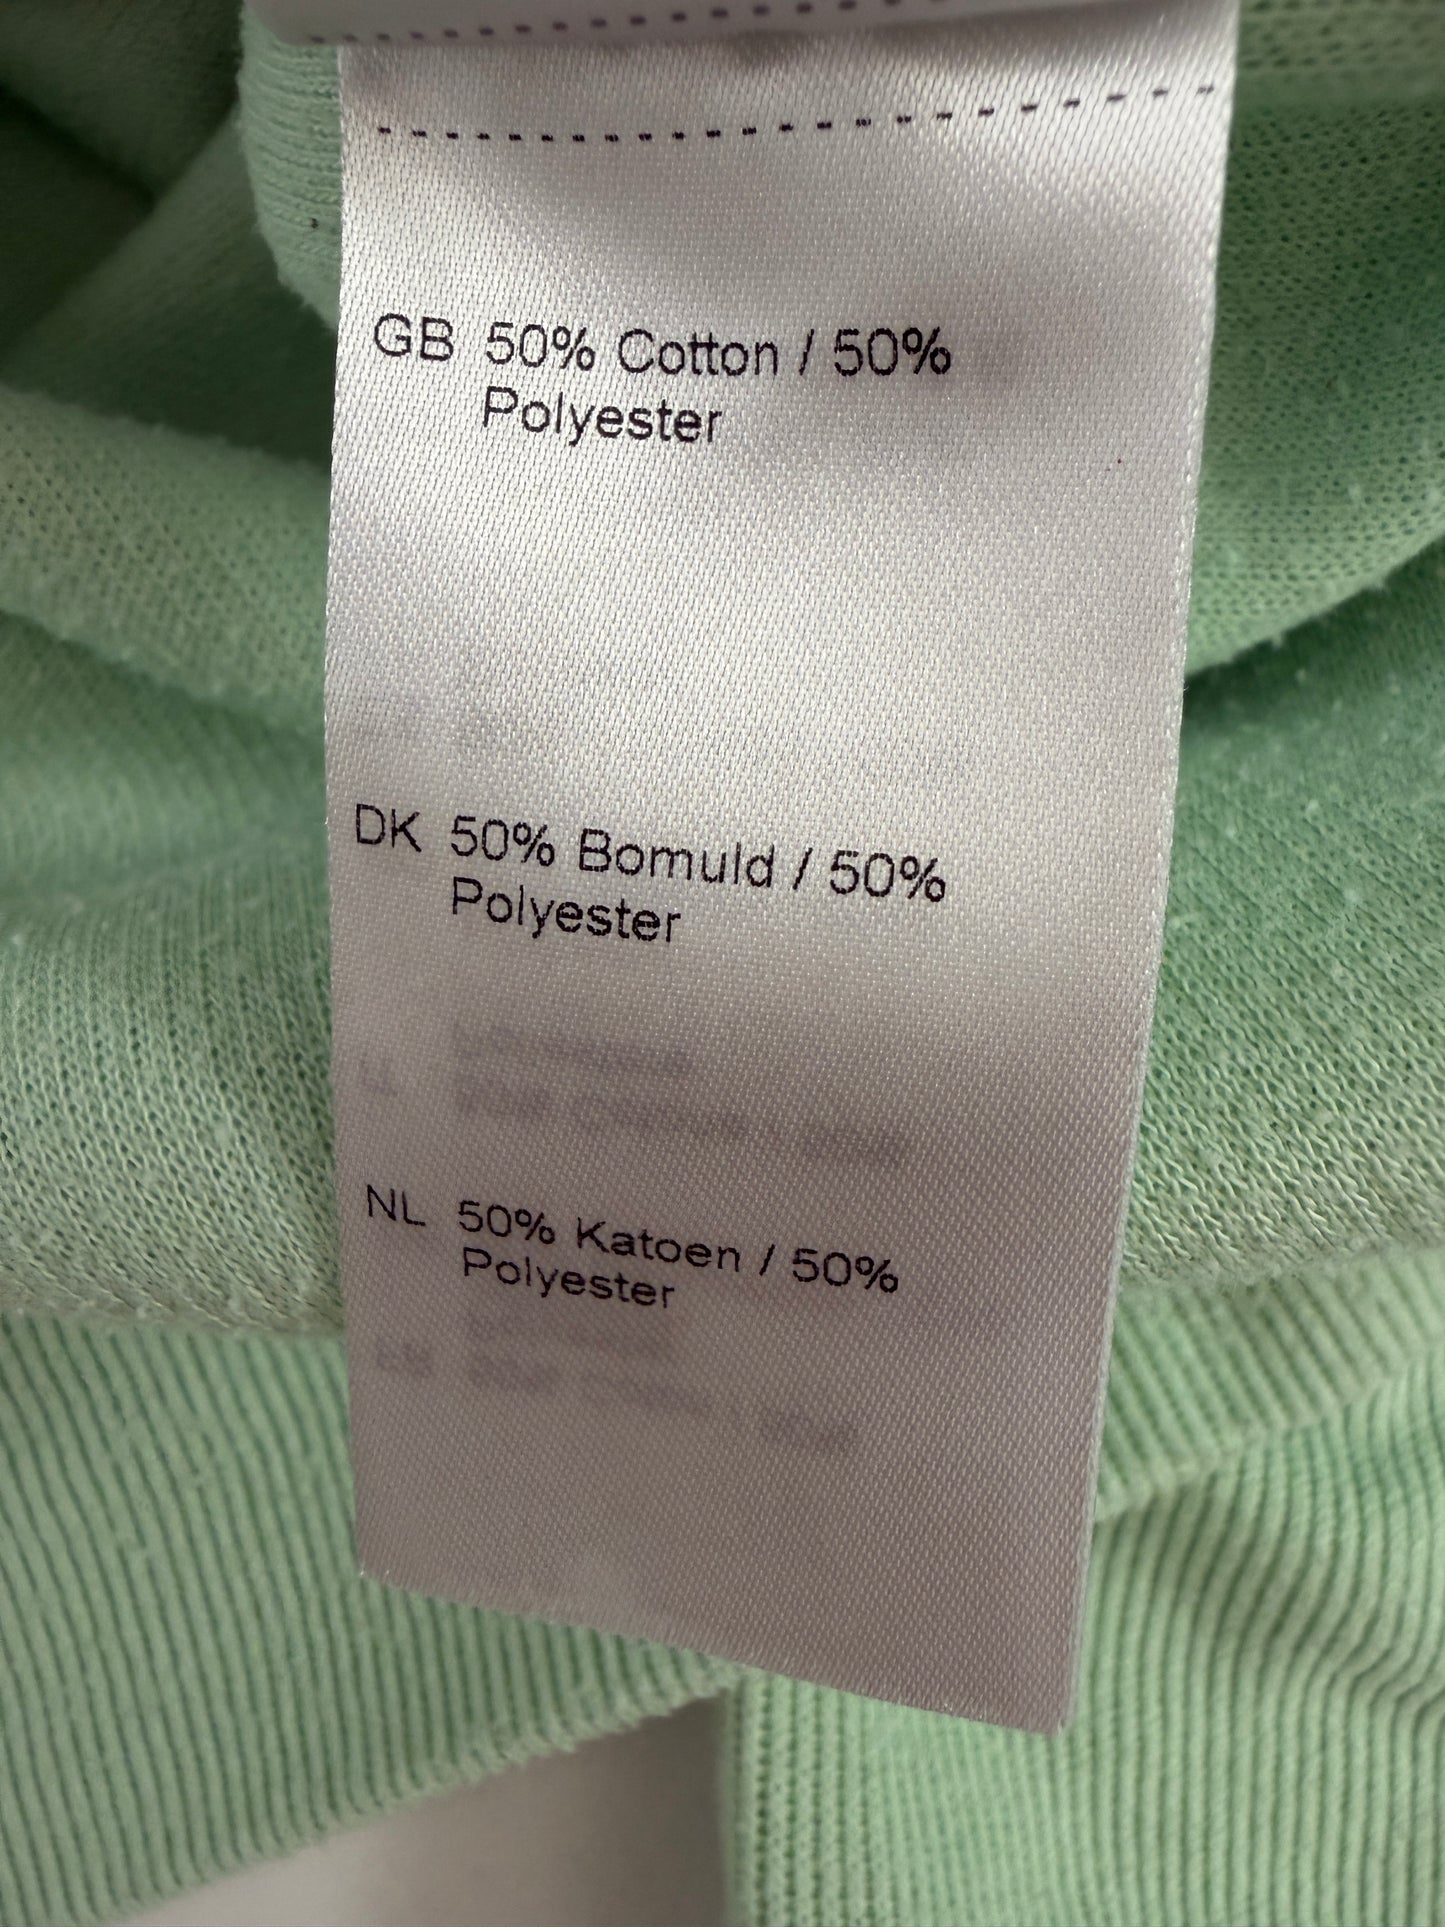 GB 50% Cotton / 50%
Polyester
DK 50% Bomuld / 50%
Polyester
NL 50% Katoen / 50%
Polyester